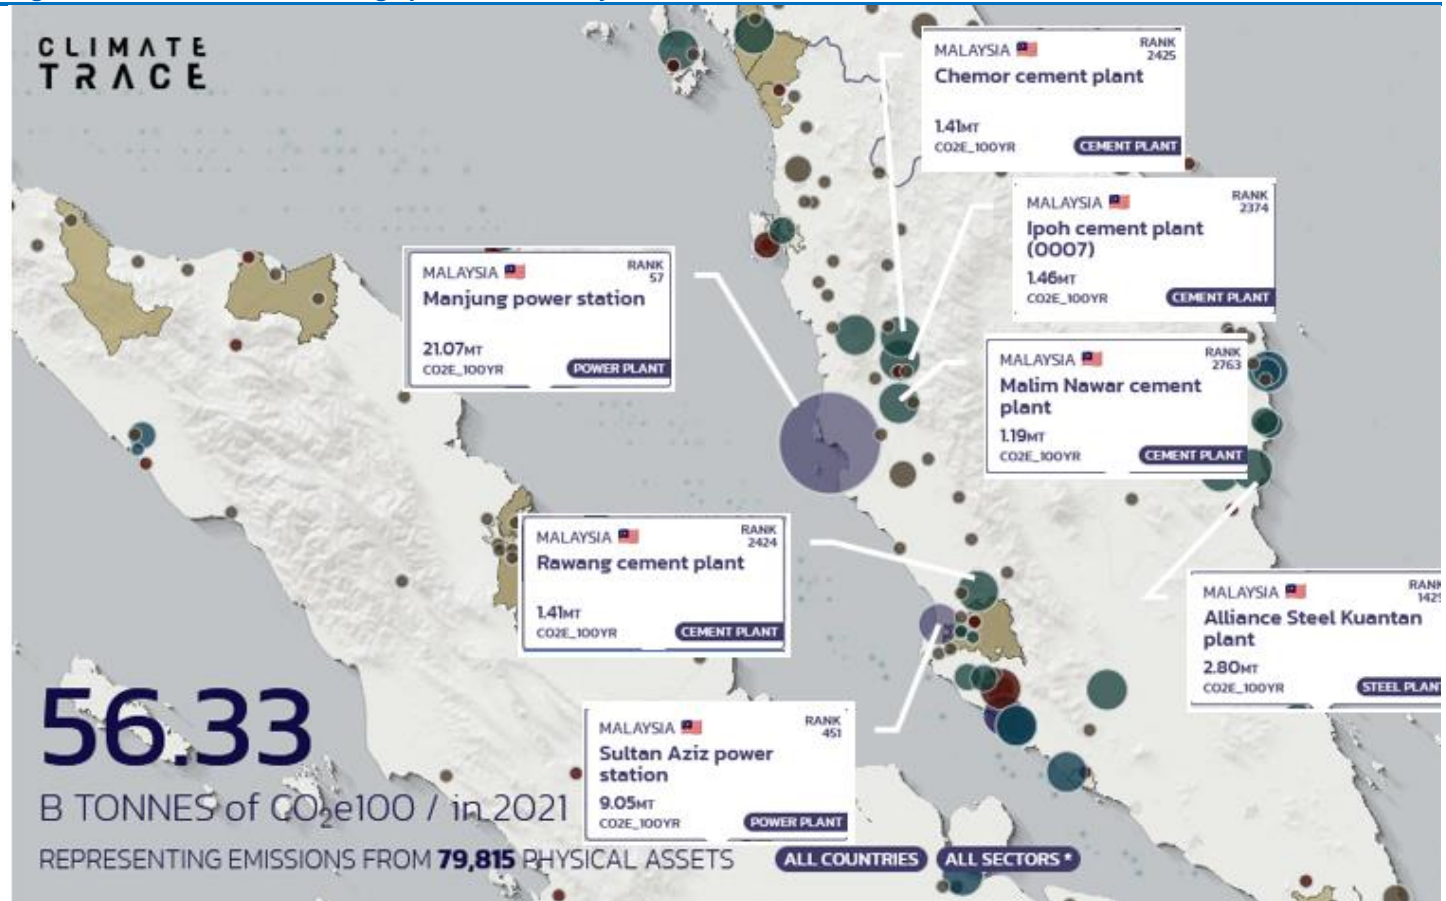 CLIMATE
TRACE
MALAYSIA
RANK
2425
Chemor cement plant
1.41MT
CO2E_100YR
CEMENT PLANT
MALAYSIA
RANK
2374
Ipoh cement plant
(0007)
1.46MT
CO2E_100YR
CEMENT PLANT
MALAYSIA
RANK
57
Manjung power station
21.07MT
CO2E_100YR
POWER PLANT
MALAYSIA
RANK
2763
Malim Nawar cement
plant
1.19MT
CO2E_100YR
CEMENT PLANT
MALAYSIA
RANK
2424
Rawang cement plant
1.41MT
CO2E_100YR
CEMENT PLANT
MALAYSIA
RANK
1429
Alliance Steel Kuantan
plant
2.80MT
CO2E_100YR
STEEL PLANT
MALAYSIA
RANK
451
Sultan Aziz power
station
9.05MT
CO2E_100YR
POWER PLANT
56.33
B TONNES of CO₂e100 / in 2021
REPRESENTING EMISSIONS FROM 79,815 PHYSICAL ASSETS
ALL COUNTRIES
ALL SECTORS *